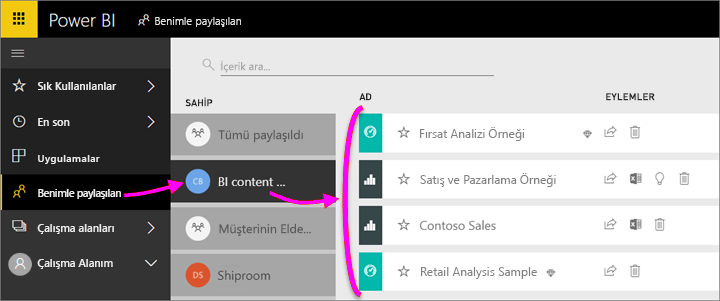 Power BI
Benimle paylaşılan
Sık Kullanılanlar
En son
Uygulamalar
Benimle paylaşılan
Çalışma alanları
Çalışma Alanım
İçerik ara...
SAHİP
Tümü paylaşıldı
CB BI content ...
Müşterinin Elde...
DS Shiproom
AD
EYLEMLER
Fırsat Analizi Örneği
Satış ve Pazarlama Örneği
Contoso Sales
Retail Analysis Sample